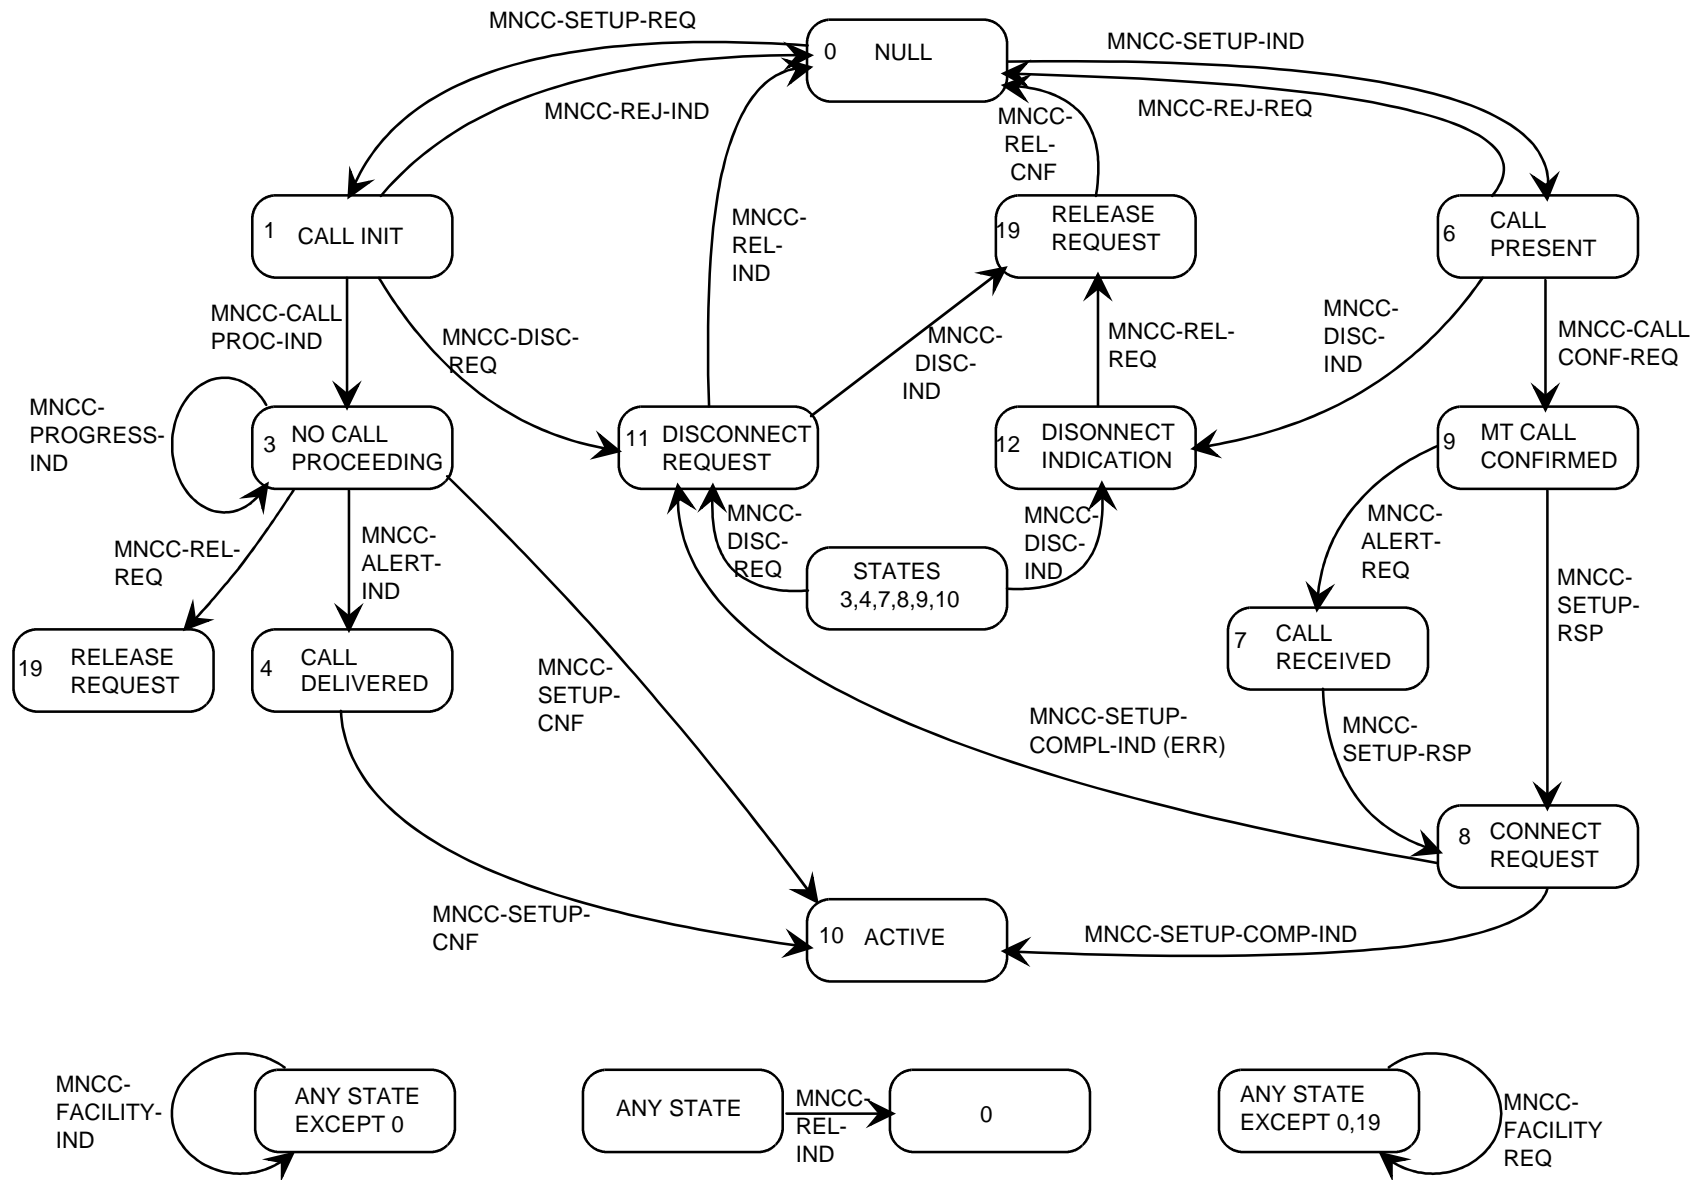 MNCC-SETUP-REQ
0 NULL
MNCC-SETUP-IND
MNCC-REJ-IND
MNCC-
REL-
CNF
MNCC-REJ-REQ
1 CALL INIT
MNCC-
REL-
IND
19 RELEASE
REQUEST
6 CALL
PRESENT
MNCC-CALL
PROC-IND
MNCC-DISC-
REQ
MNCC-
DISC-
IND
MNCC-REL-
REQ
MNCC-
DISC-
IND
MNCC-CALL
CONF-REQ
MNCC-
PROGRESS-
IND
3 NO CALL
PROCEEDING
11 DISCONNECT
REQUEST
12 DISONNECT
INDICATION
9 MT CALL
CONFIRMED
MNCC-REL-
REQ
MNCC-
ALERT-
IND
MNCC-
DISC-
REQ
STATES
3,4,7,8,9,10
MNCC-
DISC-
IND
MNCC-
ALERT-
REQ
MNCC-
SETUP-
RSP
19 RELEASE
REQUEST
4 CALL
DELIVERED
MNCC-
SETUP-
CNF
7 CALL
RECEIVED
MNCC-SETUP-
COMPL-IND (ERR)
MNCC-
SETUP-RSP
8 CONNECT
REQUEST
MNCC-SETUP-
CNF
10 ACTIVE
MNCC-SETUP-COMP-IND
MNCC-
FACILITY-
IND
ANY STATE
EXCEPT 0
ANY STATE
MNCC-
REL-
IND
0
ANY STATE
EXCEPT 0,19
MNCC-
FACILITY
REQ